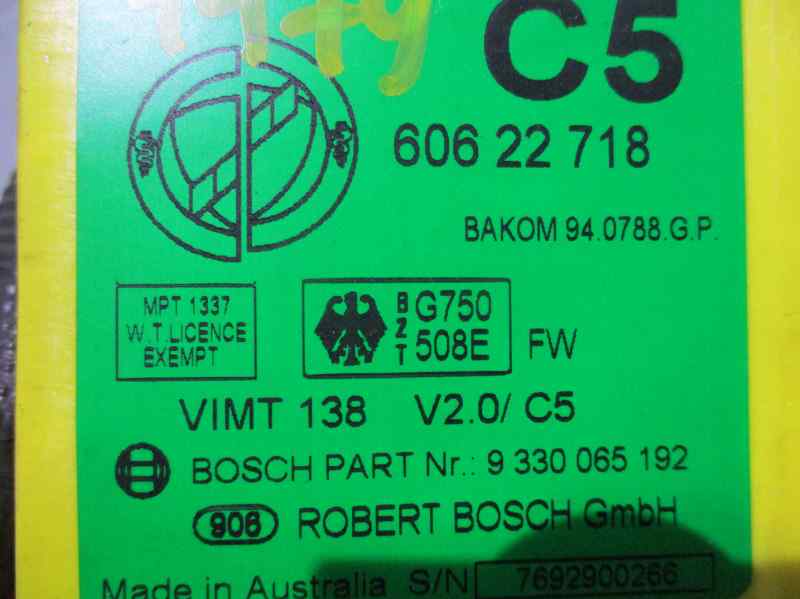 C5
606 22 718
BAKOM 94.0788.G.P.
MPT 1337
W.T.LICENCE
EXEMPT
BZT
G750
508E
FW
VIMT 138 V2.0/ C5
BOSCH PART Nr.: 9 330 065 192
906 ROBERT BOSCH GmbH
Made in Australia S/N 7692900266